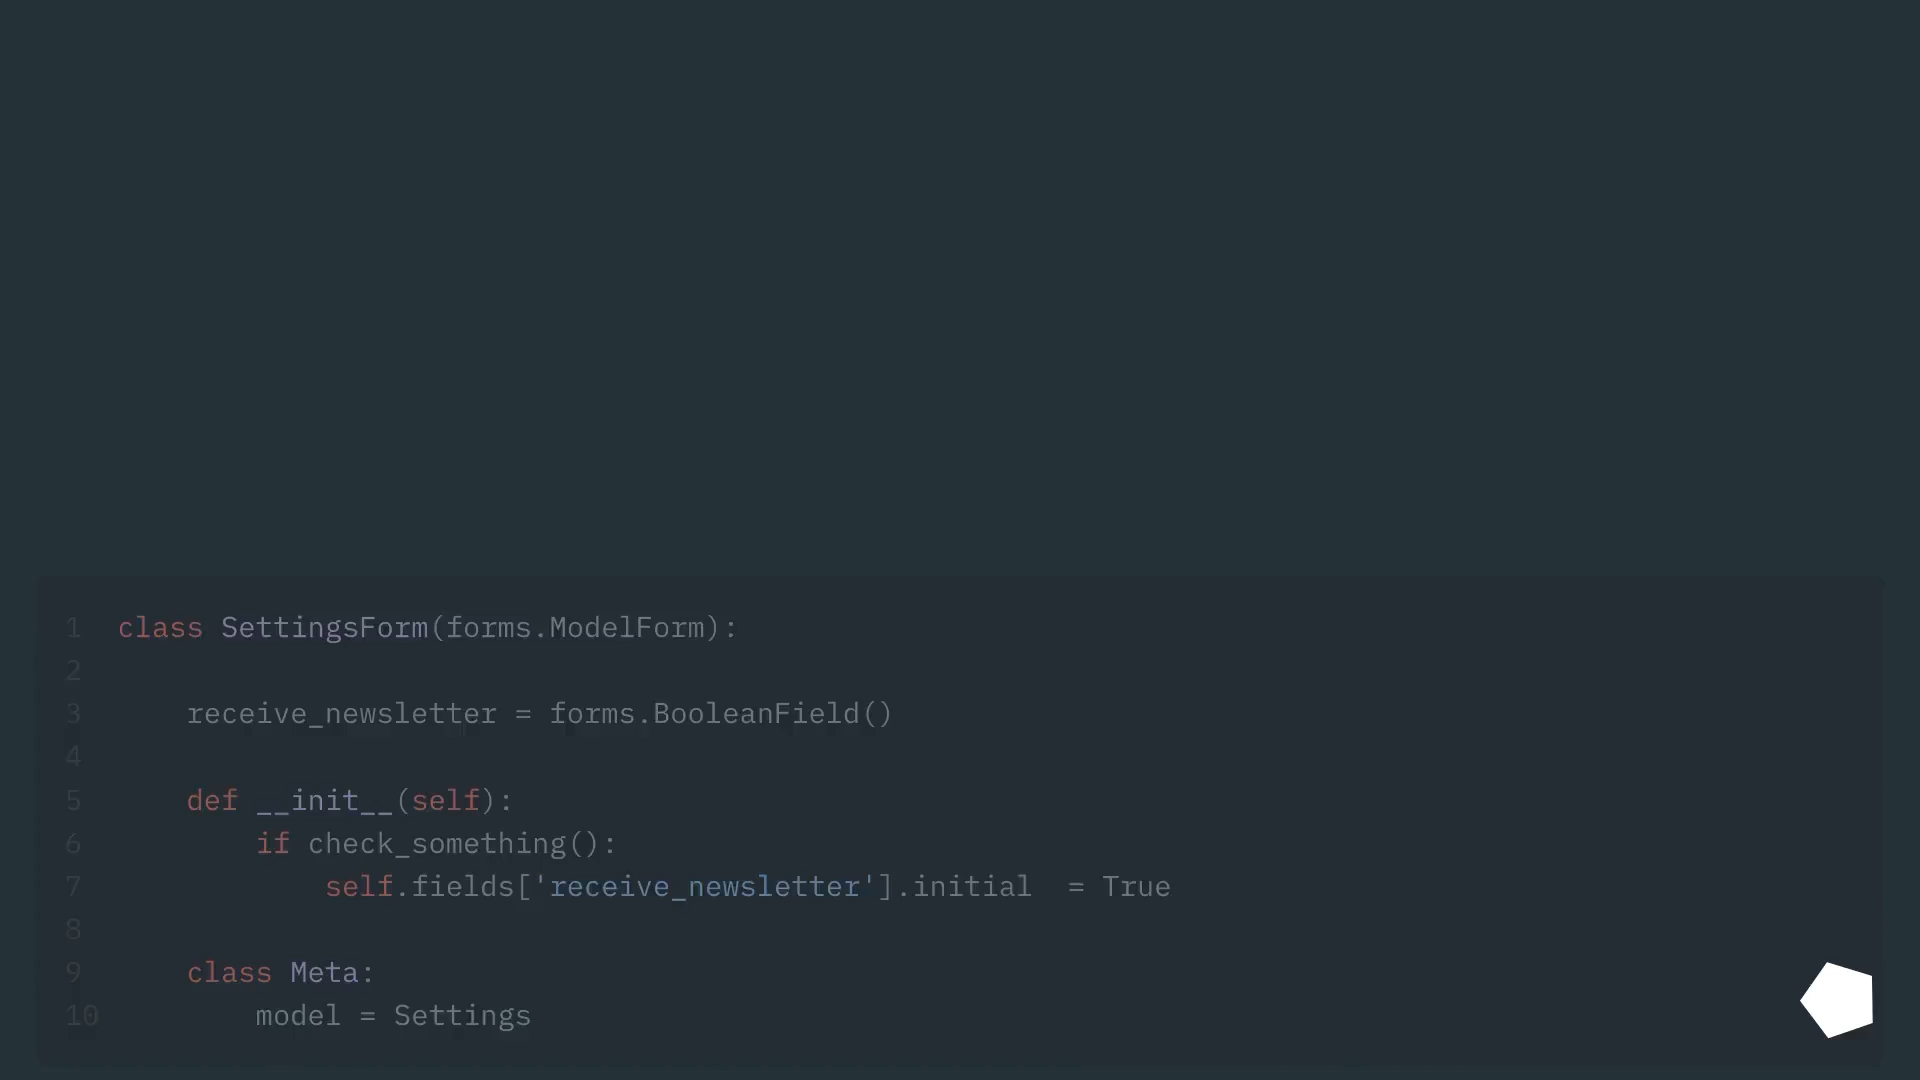 1 class SettingsForm(forms.ModelForm):
2
3     receive_newsletter = forms.BooleanField()
4
5     def __init__(self):
6         if check_something():
7             self.fields['receive_newsletter'].initial  = True
8
9     class Meta:
10         model = Settings